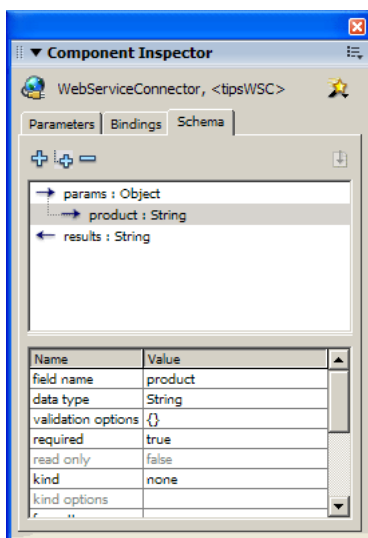 Component Inspector
WebServiceConnector, <tipsWSC>
Parameters Bindings Schema
params : Object
product : String
results : String
Name Value
field name product
data type String
validation options {}
required true
read only false
kind none
kind options